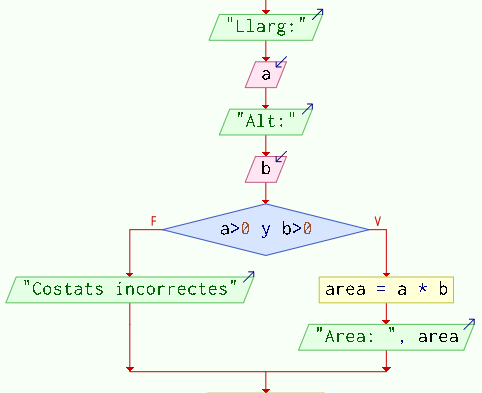 "Llarg:"
a
"Alt:"
b
F
V
a>0 y b>0
"Costats incorrectes"
area = a * b
"Area: ", area